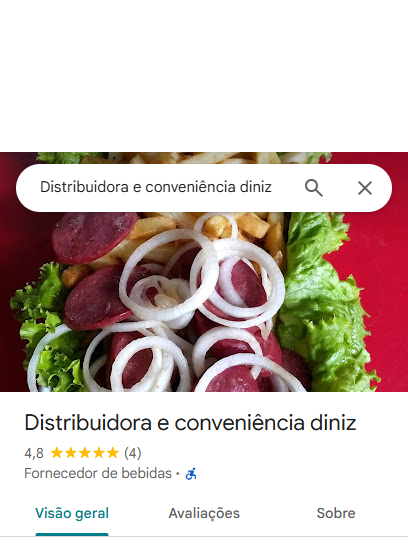 Distribuidora e conveniência diniz
Distribuidora e conveniência diniz
4,8 (4)
Fornecedor de bebidas ·
Visão geral Avaliações Sobre